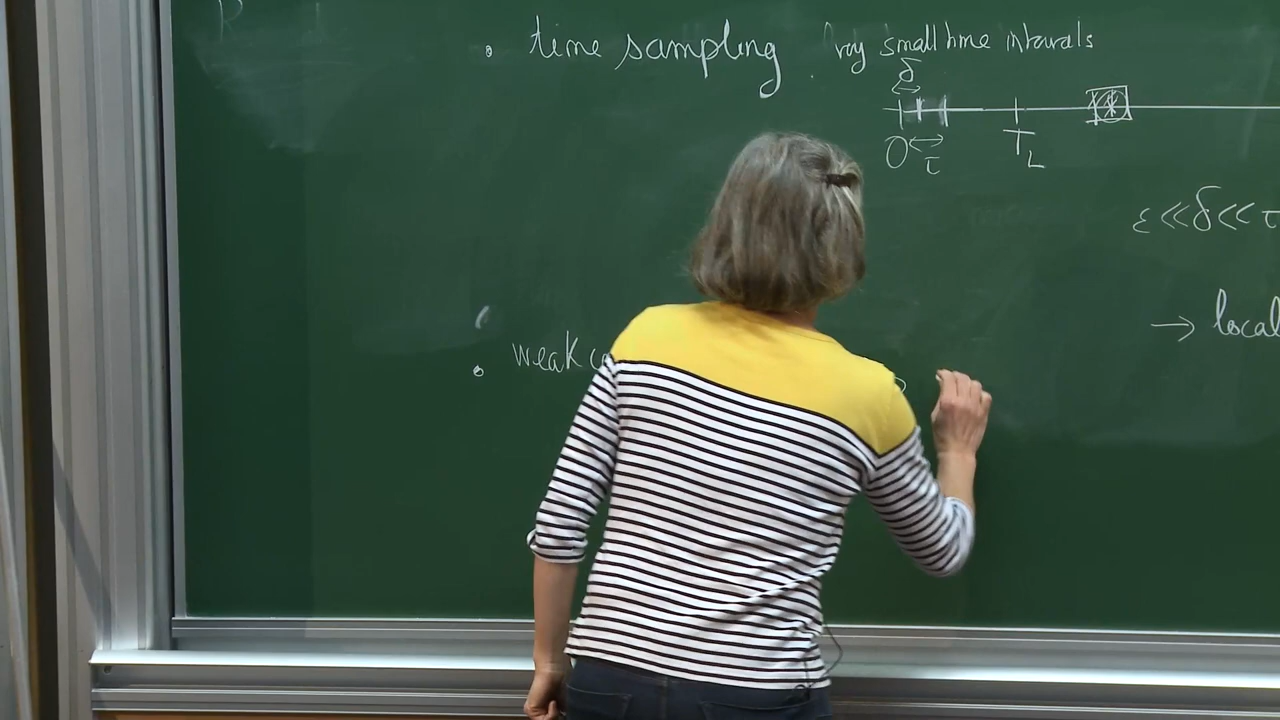 • time sampling. very small time intervals
δ
0 τ T_L
ε << δ << τ
→ local
• weak